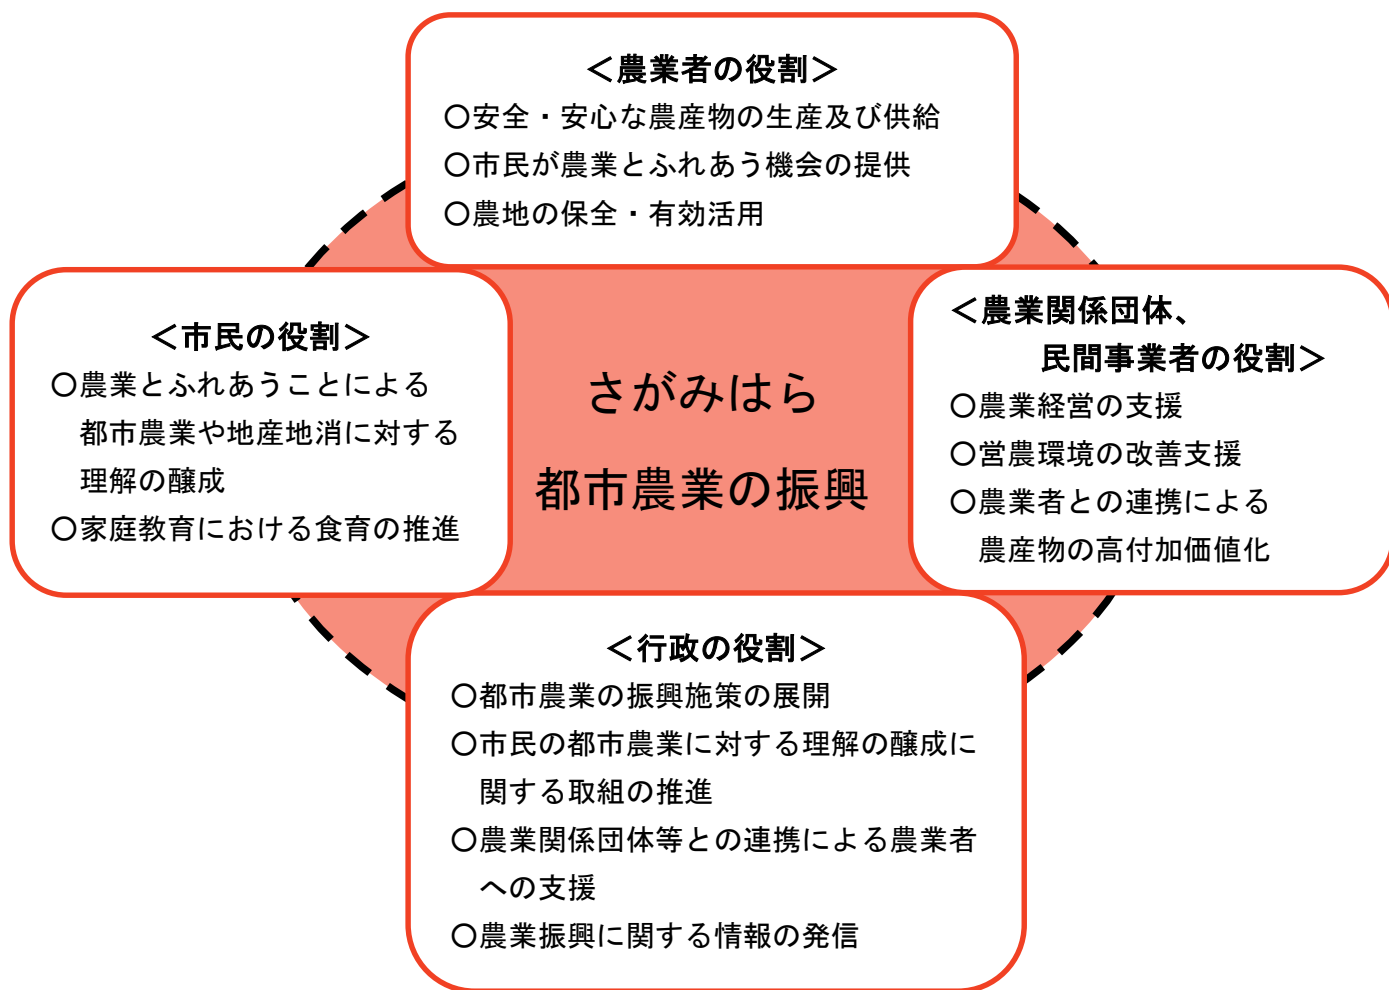 ＜農業者の役割＞
〇安全・安心な農産物の生産及び供給
〇市民が農業とふれあう機会の提供
〇農地の保全・有効活用
＜市民の役割＞
〇農業とふれあうことによる
都市農業や地産地消に対する
理解の醸成
〇家庭教育における食育の推進
さがみはら
都市農業の振興
＜農業関係団体、
民間事業者の役割＞
〇農業経営の支援
〇営農環境の改善支援
〇農業者との連携による
農産物の高付加価値化
＜行政の役割＞
〇都市農業の振興施策の展開
〇市民の都市農業に対する理解の醸成に
関する取組の推進
〇農業関係団体等との連携による農業者
への支援
〇農業振興に関する情報の発信